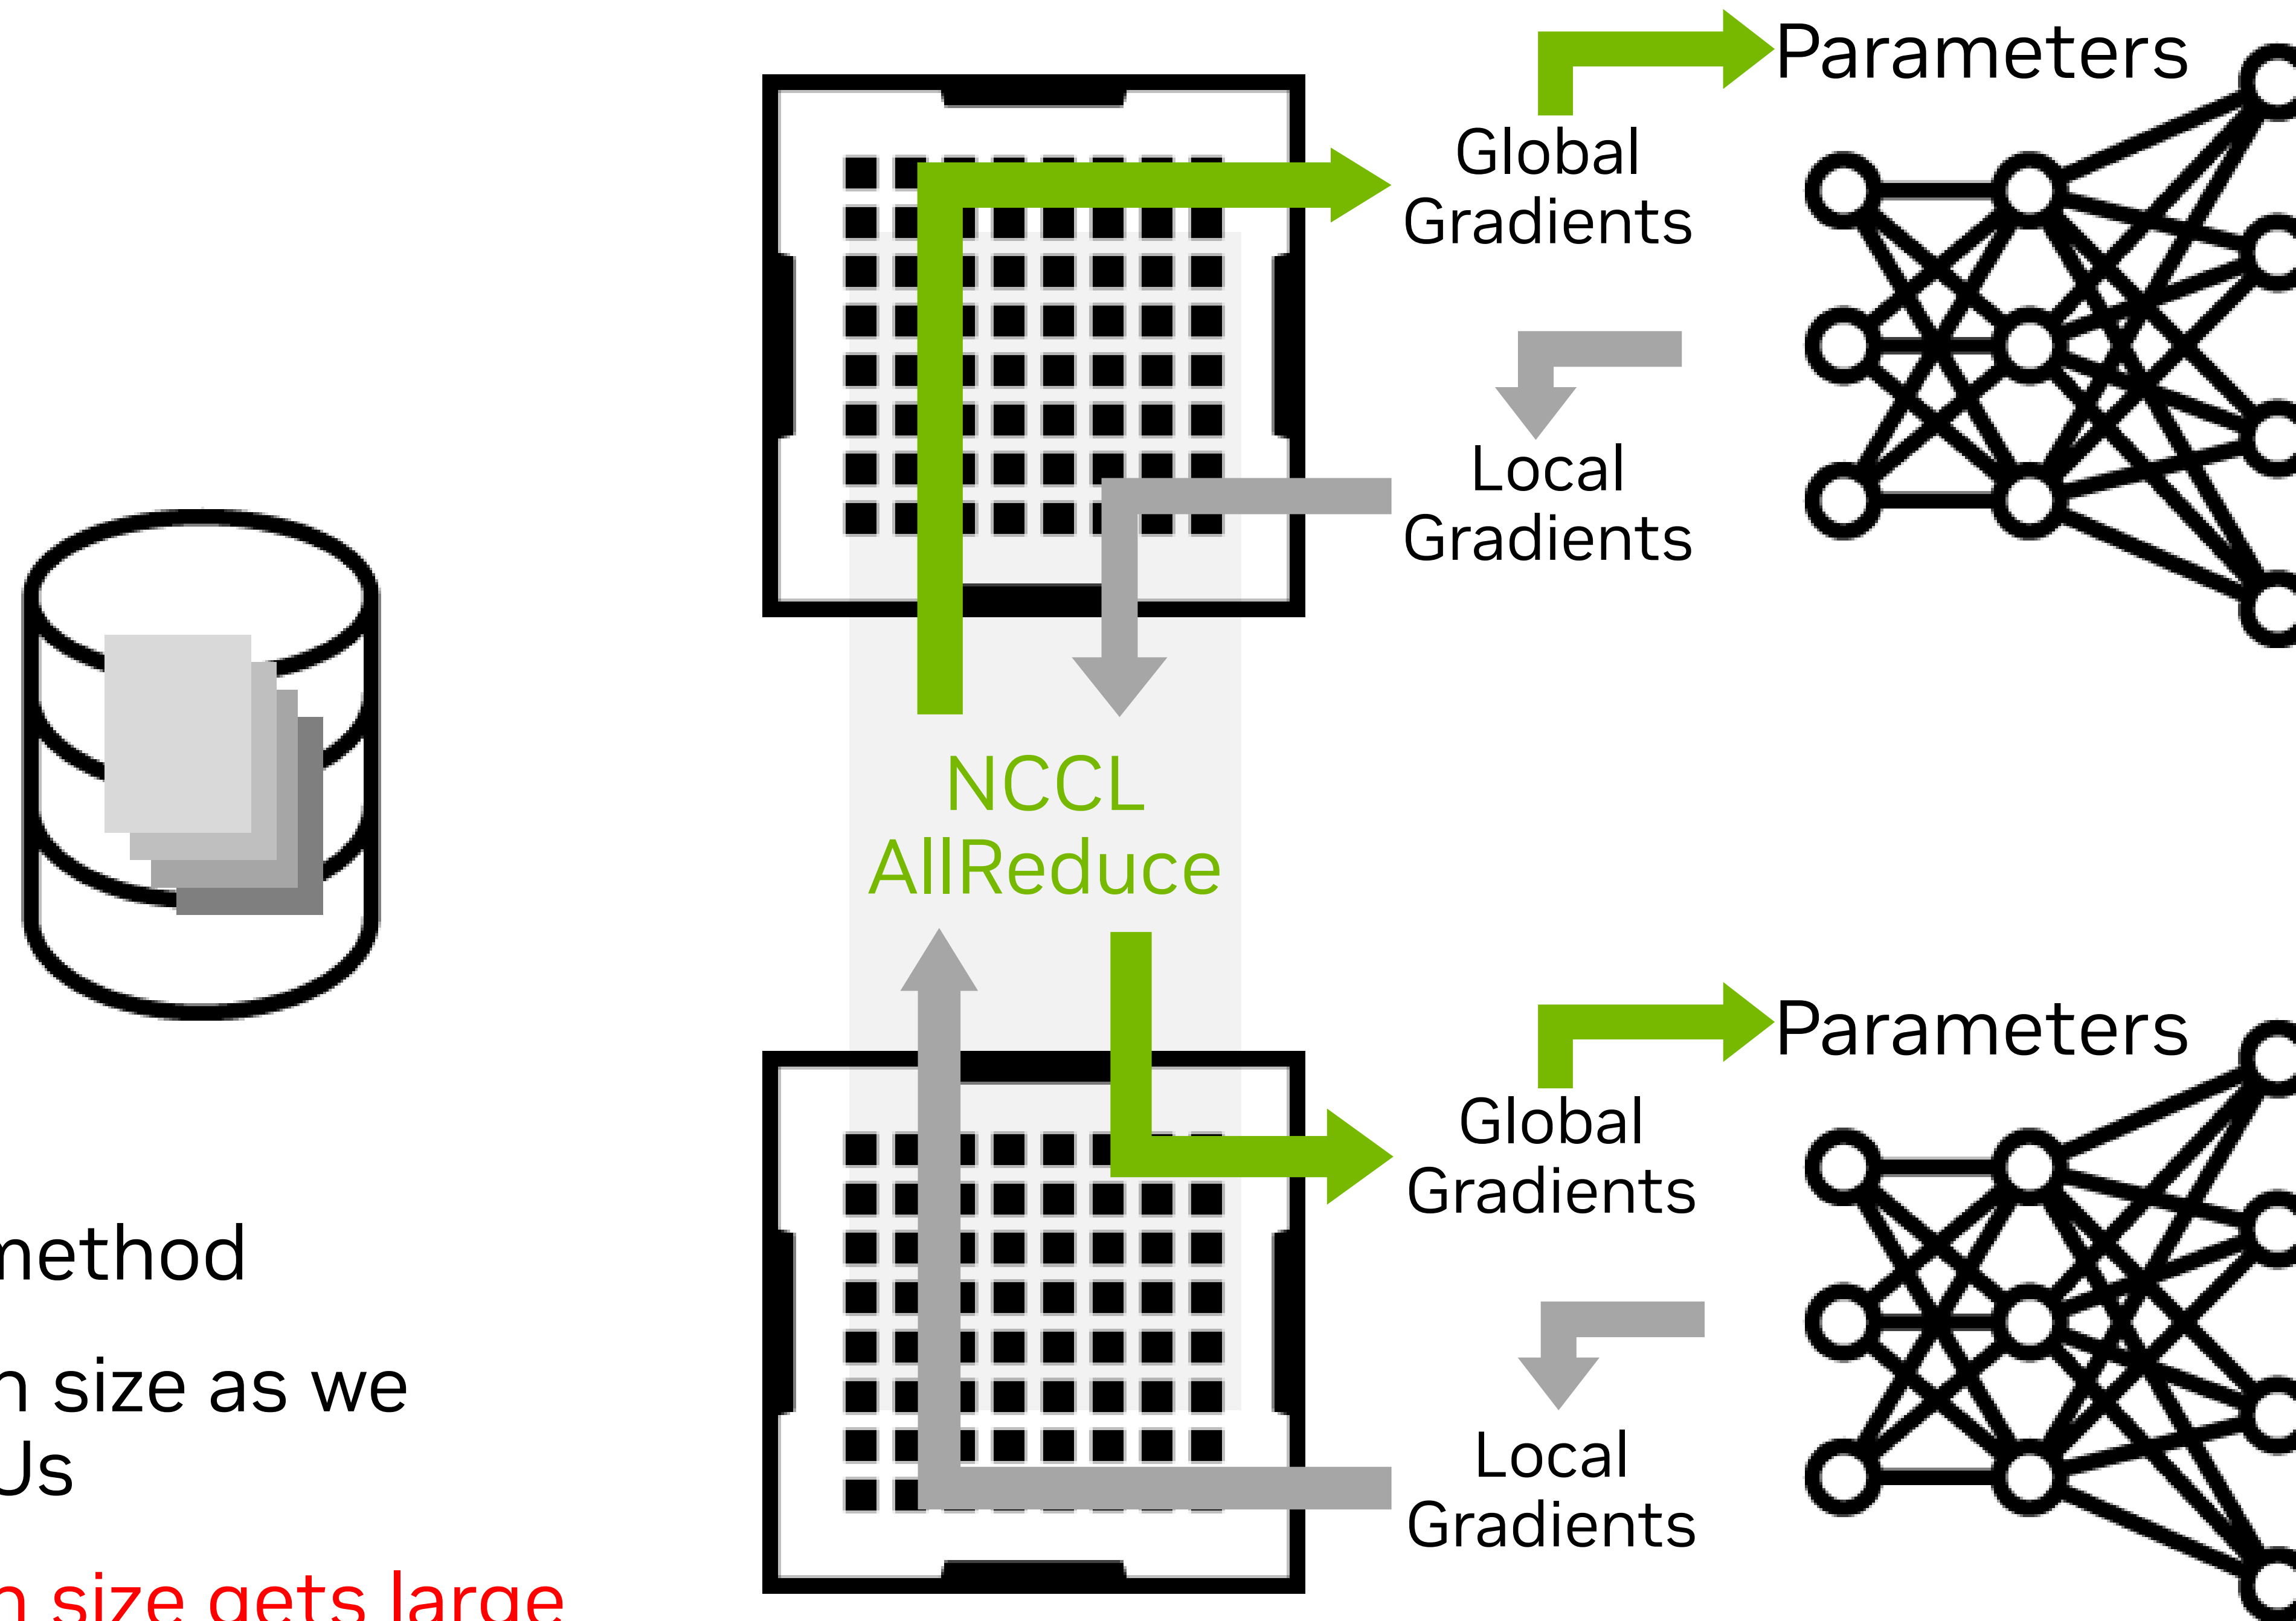 Parameters
Global
Gradients
Local
Gradients
NCCL
AllReduce
Parameters
Global
Gradients
Local
Gradients
method
size as we
size gets large